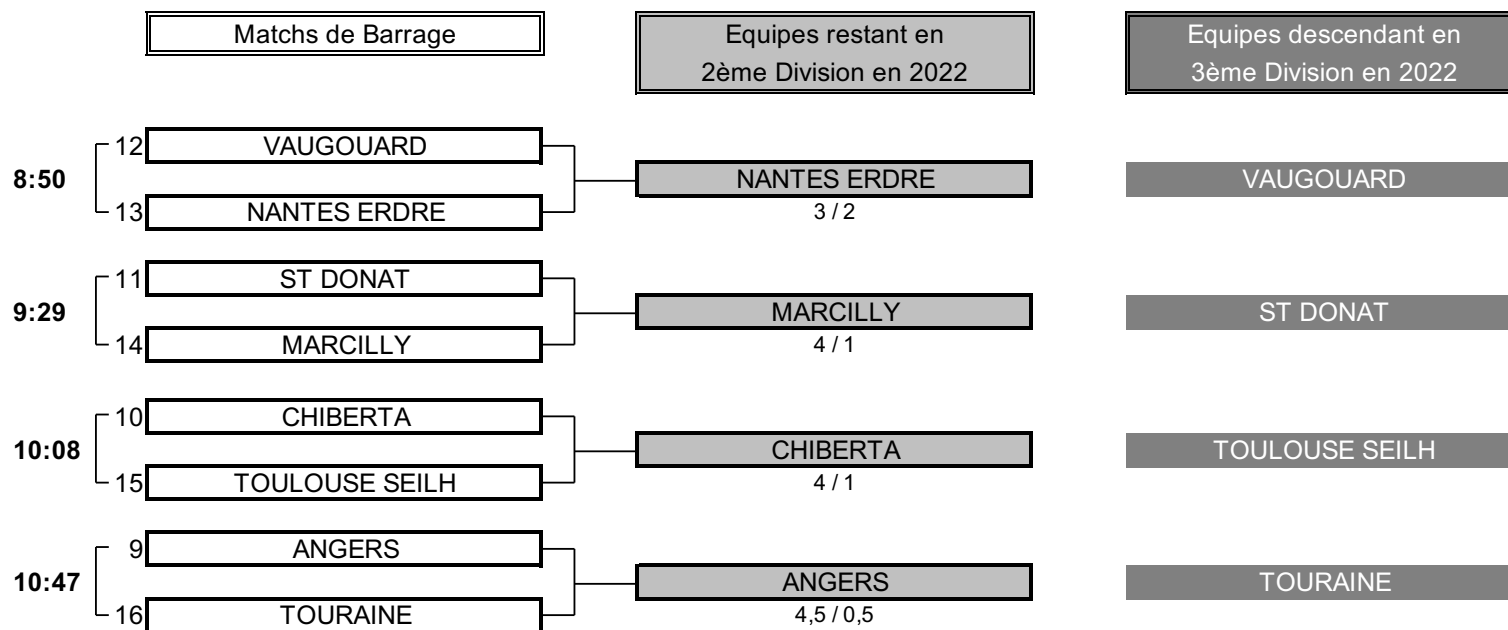 Matchs de Barrage
Equipes restant en
2ème Division en 2022
Equipes descendant en
3ème Division en 2022
8:50
12 VAUGOUARD
13 NANTES ERDRE
NANTES ERDRE
3 / 2
VAUGOUARD
9:29
11 ST DONAT
14 MARCILLY
MARCILLY
4 / 1
ST DONAT
10:08
10 CHIBERTA
15 TOULOUSE SEILH
CHIBERTA
4 / 1
TOULOUSE SEILH
10:47
9 ANGERS
16 TOURAINE
ANGERS
4,5 / 0,5
TOURAINE